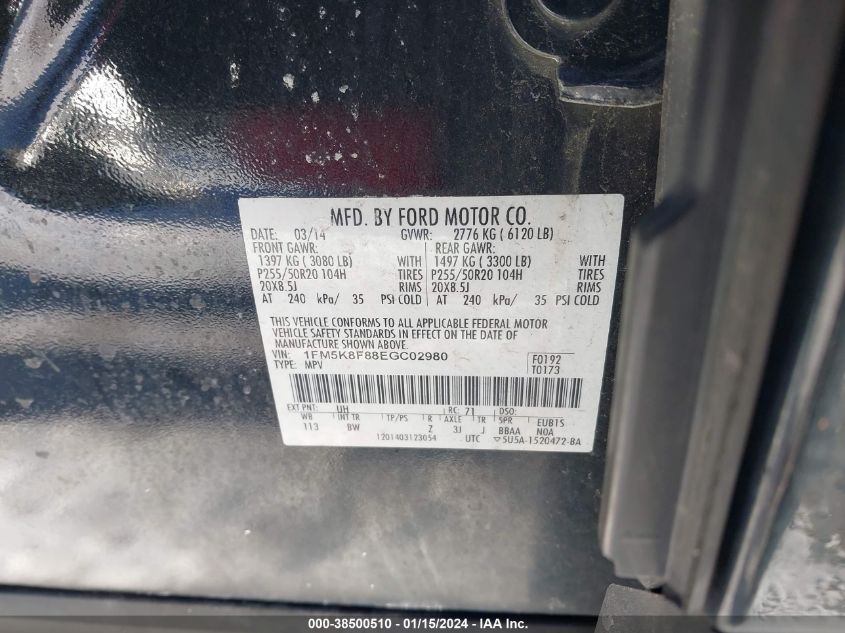 MFD. BY FORD MOTOR CO.
DATE: 03/14 GVWR: 2776 KG ( 6120 LB)
FRONT GAWR: REAR GAWR:
1397 KG ( 3080 LB) WITH 1497 KG ( 3300 LB) WITH
P255/50R20 104H TIRES P255/50R20 104H TIRES
20X8.5J RIMS 20X8.5J RIMS
AT 240 kPa/ 35 PSI COLD AT 240 kPa/ 35 PSI COLD
THIS VEHICLE CONFORMS TO ALL APPLICABLE FEDERAL MOTOR
VEHICLE SAFETY STANDARDS IN EFFECT ON THE DATE OF
MANUFACTURE SHOWN ABOVE.
VIN: 1FM5K8F88EGC02980 F0192
TYPE: MPV T0173
EXT PNT: UH RC: 71 DSO:
WB INT TR TP/PS R AXLE TR SPR EUBTS
113 BW Z 3J J BBAA N0A
1201403123054 UTC ▽5U5A-1520472-BA
000-38500510 - 01/15/2024 - IAA Inc.